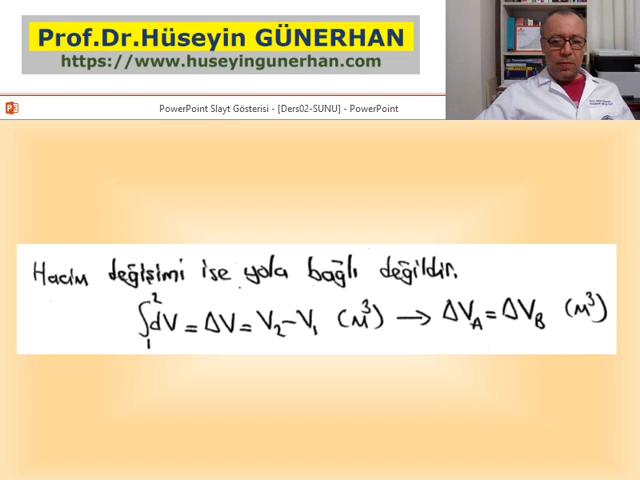 Prof.Dr.Hüseyin GÜNERHAN
https://www.huseyingunerhan.com
PowerPoint Slayt Gösterisi - [Ders02-SUNU] - PowerPoint
Hacim değişimi ise yola bağlı değildir.
∫₁² dV = ΔV = V₂ - V₁ (m³) → ΔV_A = ΔV_B (m³)